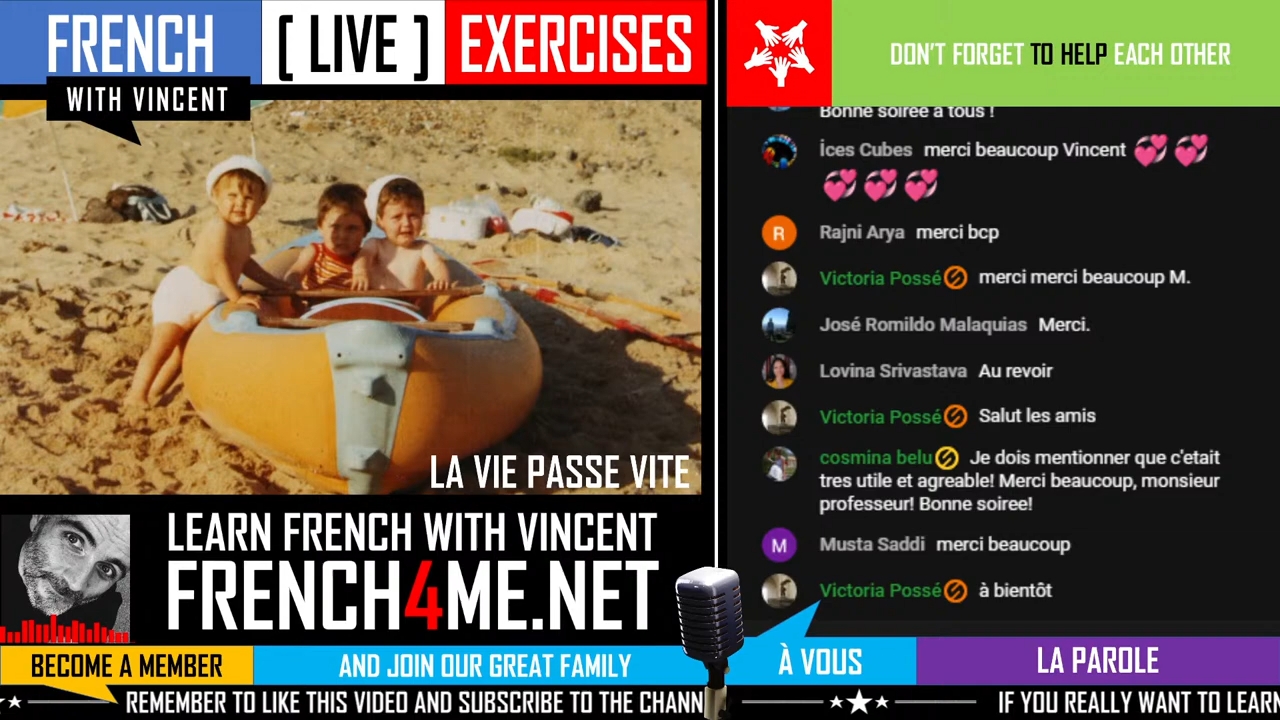 FRENCH
[ LIVE ]
EXERCISES
WITH VINCENT
LA VIE PASSE VITE
LEARN FRENCH WITH VINCENT
FRENCH4ME.NET
BECOME A MEMBER
AND JOIN OUR GREAT FAMILY
REMEMBER TO LIKE THIS VIDEO AND SUBSCRIBE TO THE CHANN
DON'T FORGET TO HELP EACH OTHER
Bonne soirée à tous !
İces Cubes merci beaucoup Vincent
R
Rajni Arya merci bcp
Victoria Possé merci merci beaucoup M.
José Romildo Malaquias Merci.
Lovina Srivastava Au revoir
Victoria Possé Salut les amis
cosmina belu Je dois mentionner que c'etait
tres utile et agreable! Merci beaucoup, monsieur
professeur! Bonne soiree!
M
Musta Saddi merci beaucoup
Victoria Possé à bientôt
À VOUS
LA PAROLE
IF YOU REALLY WANT TO LEARN